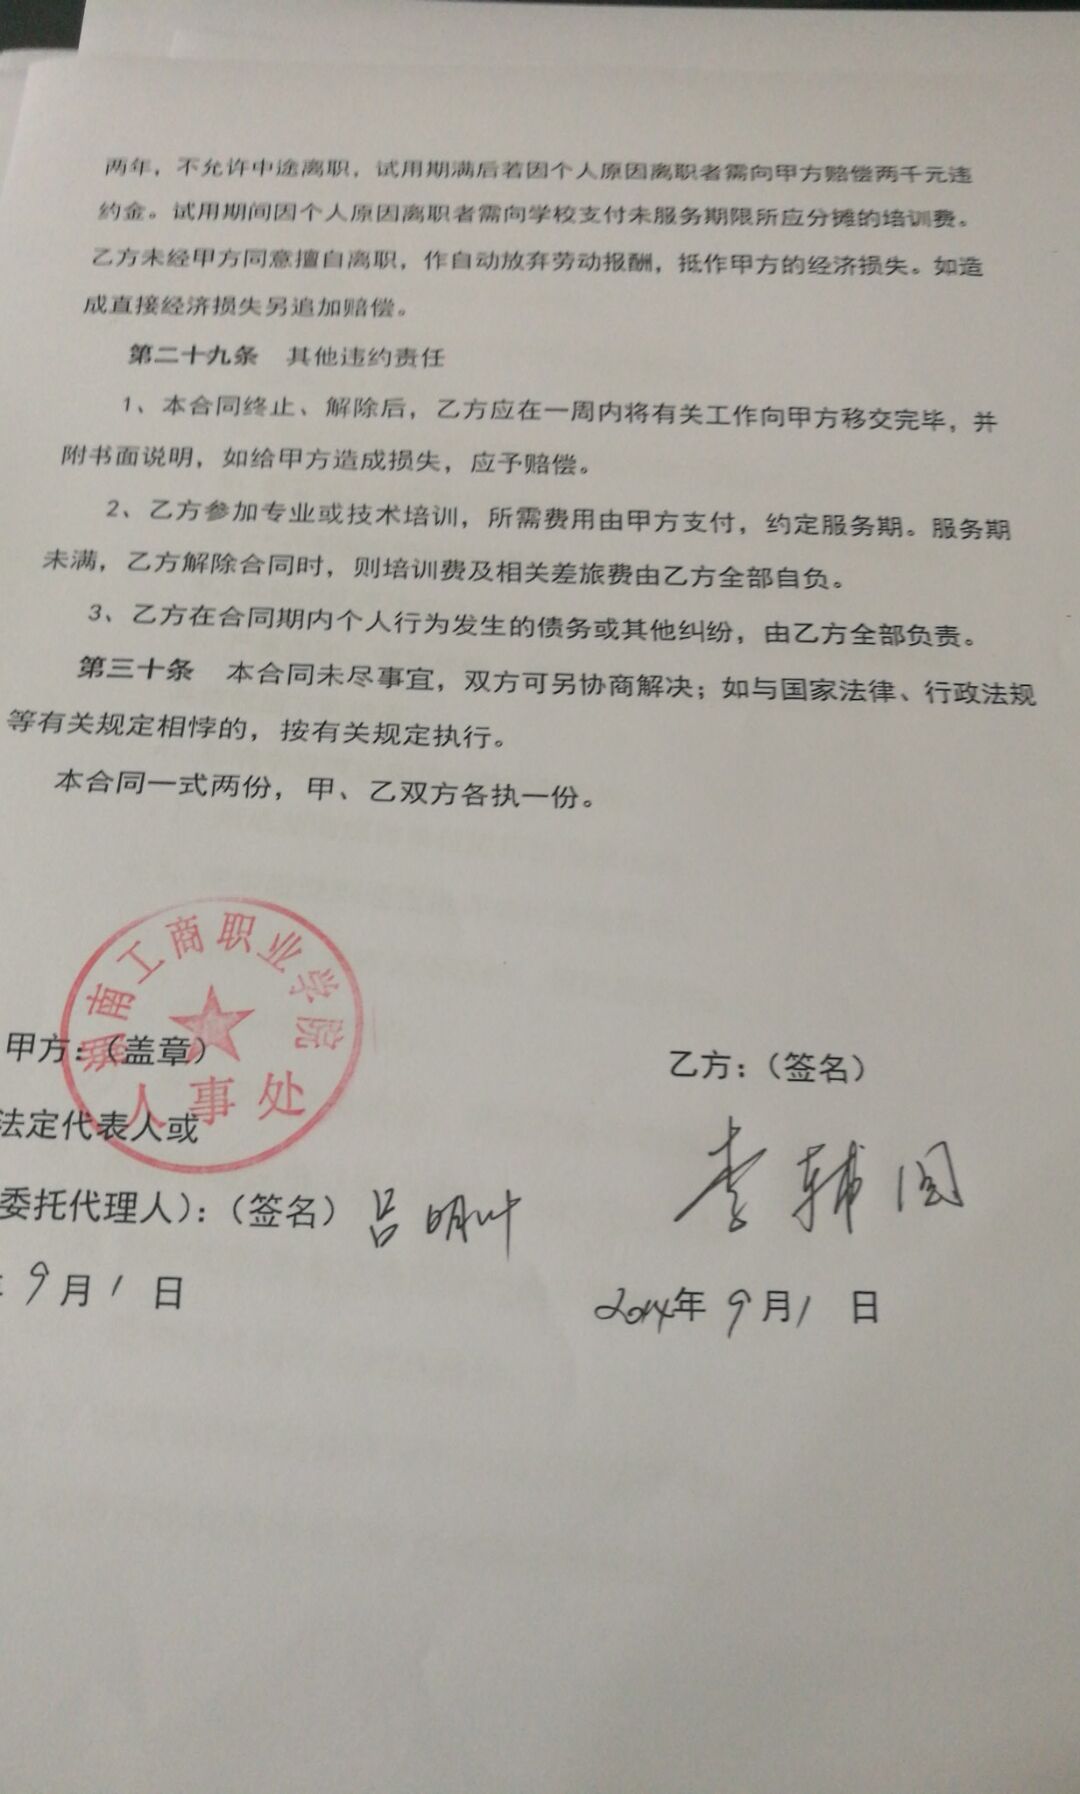 两年，不允许中途离职，试用期满后若因个人原因离职者需向甲方赔偿两千元违
约金。试用期间因个人原因离职者需向学校支付未服务期限所应分摊的培训费。
乙方未经甲方同意擅自离职，作自动放弃劳动报酬，抵作甲方的经济损失。如造
成直接经济损失另追加赔偿。
第二十九条 其他违约责任
1、本合同终止、解除后，乙方应在一周内将有关工作向甲方移交完毕，并
附书面说明，如给甲方造成损失，应予赔偿。
2、乙方参加专业或技术培训，所需费用由甲方支付，约定服务期。服务期
未满，乙方解除合同时，则培训费及相关差旅费由乙方全部自负。
3、乙方在合同期内个人行为发生的债务或其他纠纷，由乙方全部负责。
第三十条 本合同未尽事宜，双方可另协商解决；如与国家法律、行政法规
等有关规定相悖的，按有关规定执行。
本合同一式两份，甲、乙双方各执一份。
湖南工商职业学院
人事处
甲方：（盖章） 乙方：（签名）
法定代表人或
委托代理人）：（签名）吕明叶 李辅国
9月1日 2014年9月1日